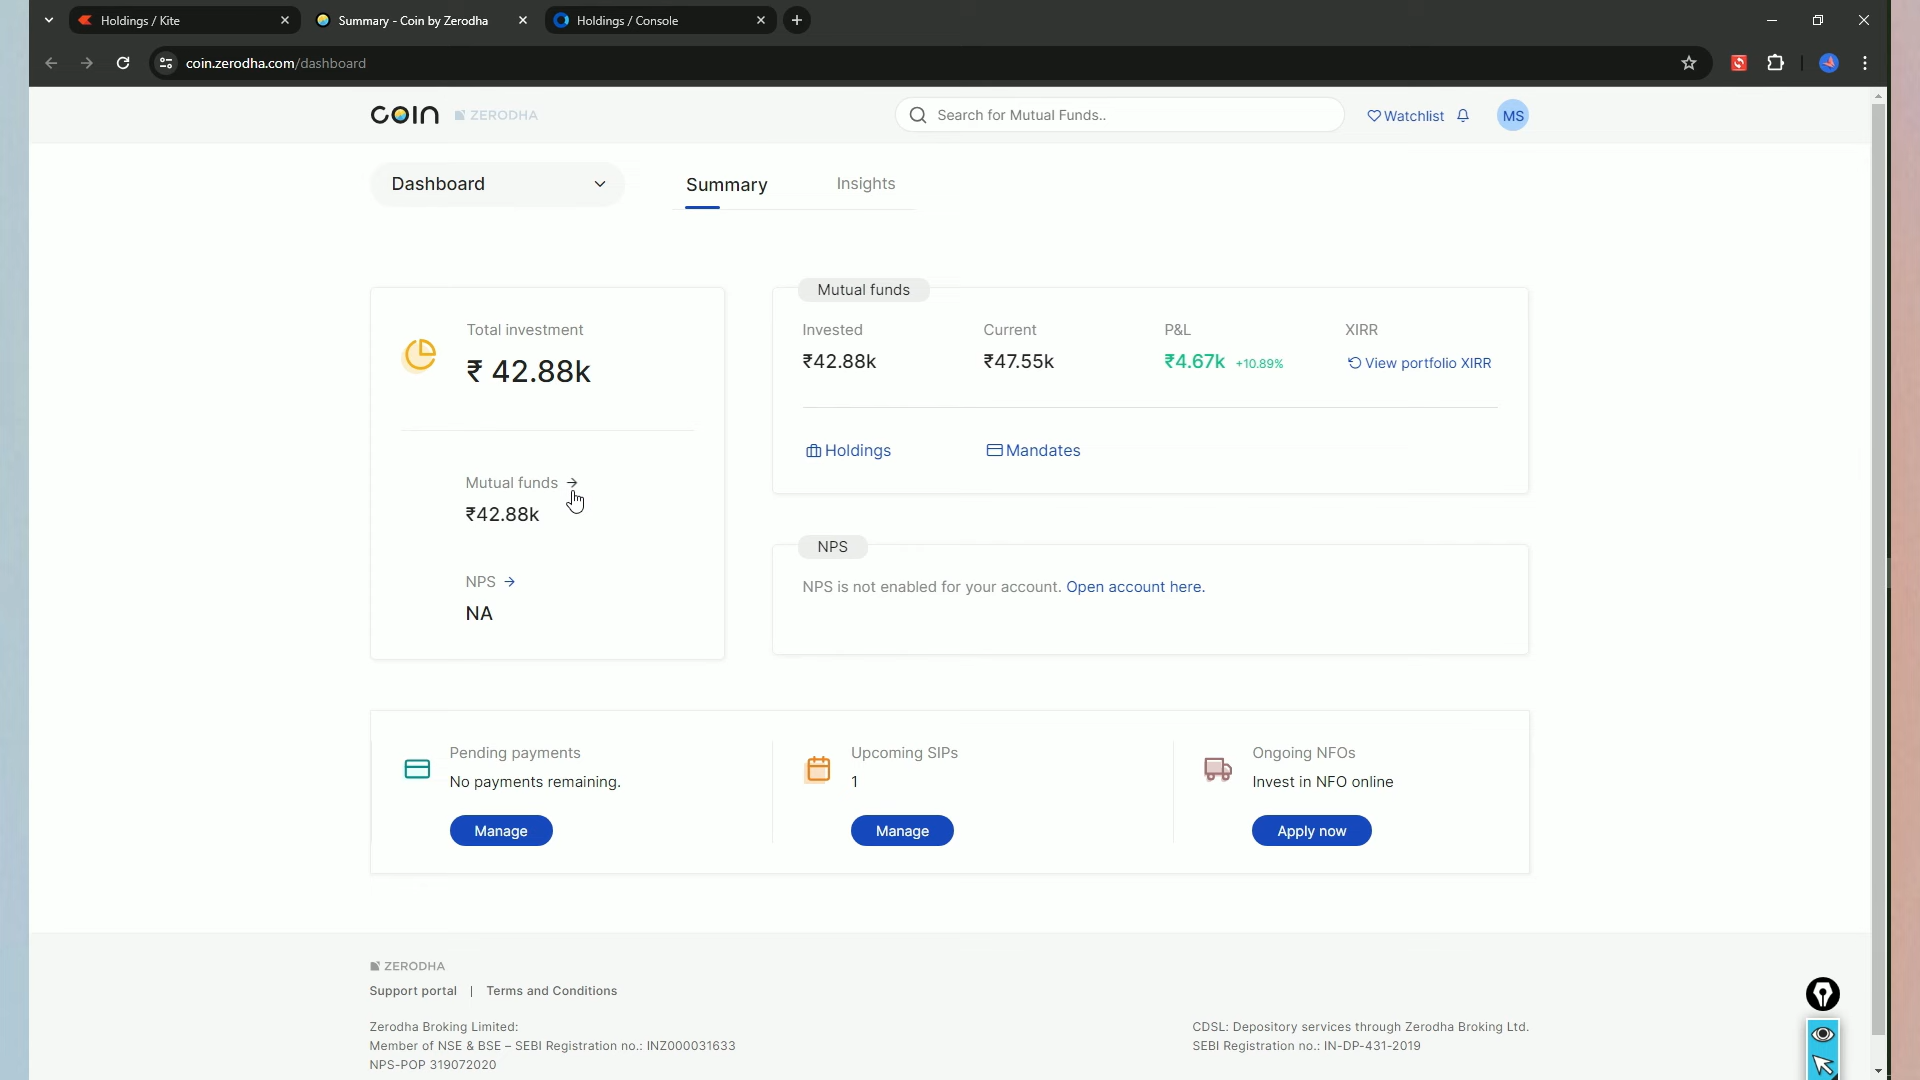 Holdings / Kite
Summary - Coin by Zerodha
Holdings / Console
coin.zerodha.com/dashboard
coin ZERODHA
Search for Mutual Funds..
Watchlist
MS
Dashboard
Summary
Insights
Total investment
₹ 42.88k
Mutual funds →
₹42.88k
NPS →
NA
Mutual funds
Invested
Current
P&L
XIRR
₹42.88k
₹47.55k
₹4.67k +10.89%
View portfolio XIRR
Holdings
Mandates
NPS
NPS is not enabled for your account. Open account here.
Pending payments
No payments remaining.
Manage
Upcoming SIPs
1
Manage
Ongoing NFOs
Invest in NFO online
Apply now
ZERODHA
Support portal | Terms and Conditions
Zerodha Broking Limited:
Member of NSE & BSE – SEBI Registration no.: INZ000031633
NPS-POP 319072020
CDSL: Depository services through Zerodha Broking Ltd.
SEBI Registration no.: IN-DP-431-2019